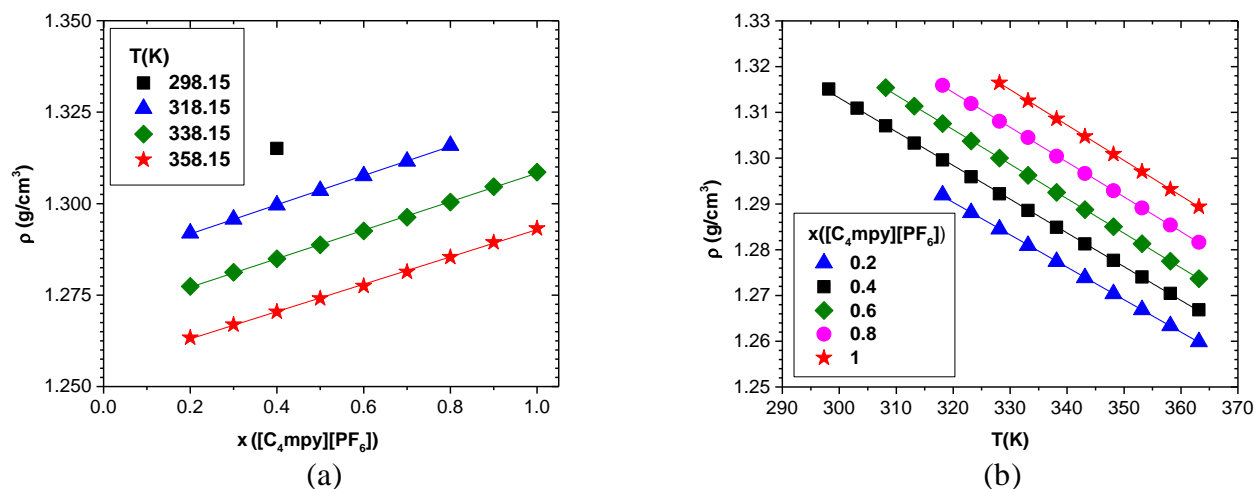 1.350
1.325
1.300
1.275
1.250
ρ (g/cm³)
T(K)
298.15
318.15
338.15
358.15
0.0 0.2 0.4 0.6 0.8 1.0
x ([C₄mpy][PF₆])
(a)
1.33
1.32
1.31
1.30
1.29
1.28
1.27
1.26
1.25
ρ (g/cm³)
x([C₄mpy][PF₆])
0.2
0.4
0.6
0.8
1
290 300 310 320 330 340 350 360 370
T(K)
(b)